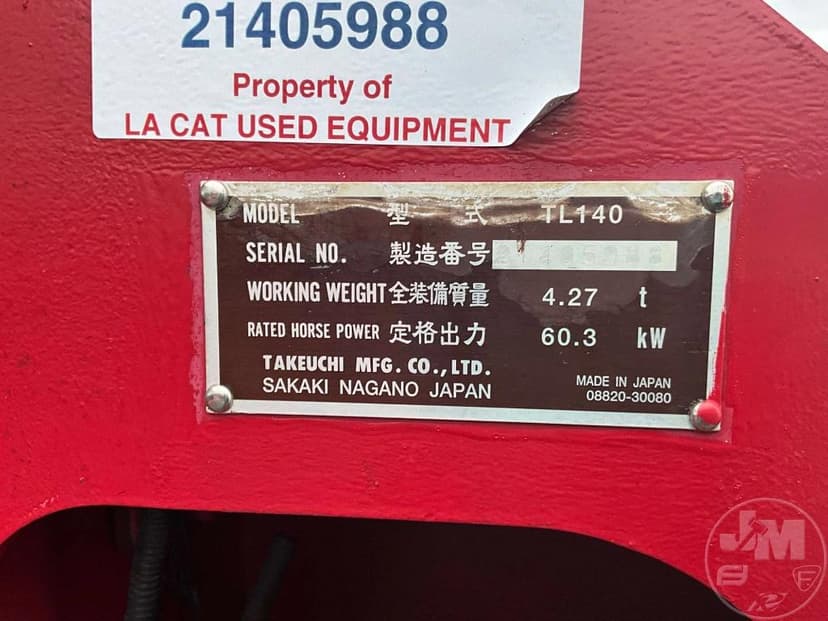 21405988
Property of
LA CAT USED EQUIPMENT
MODEL 型 式 TL140
SERIAL NO. 製造番号
WORKING WEIGHT 全装備質量 4.27 t
RATED HORSE POWER 定格出力 60.3 kW
TAKEUCHI MFG. CO., LTD.
SAKAKI NAGANO JAPAN
MADE IN JAPAN
08820-30080
JM